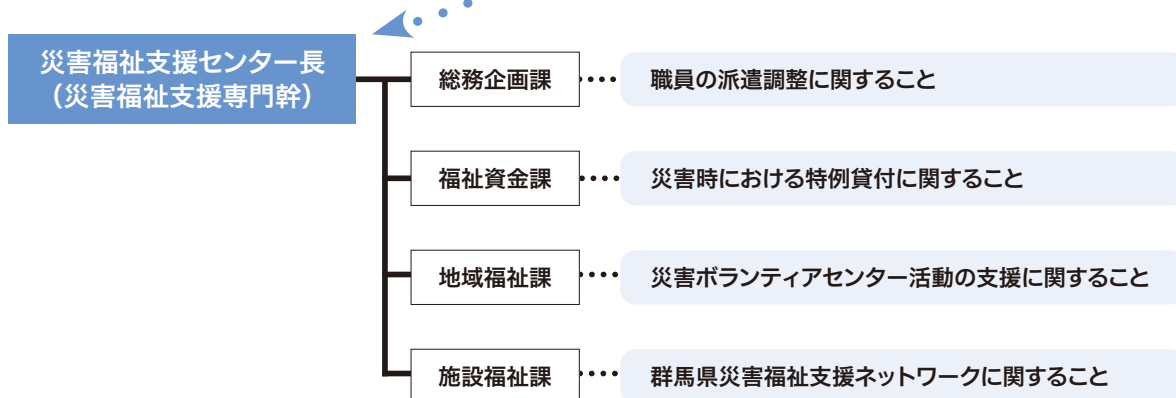 災害福祉支援センター長
（災害福祉支援専門幹）
総務企画課
職員の派遣調整に関すること
福祉資金課
災害時における特例貸付に関すること
地域福祉課
災害ボランティアセンター活動の支援に関すること
施設福祉課
群馬県災害福祉支援ネットワークに関すること